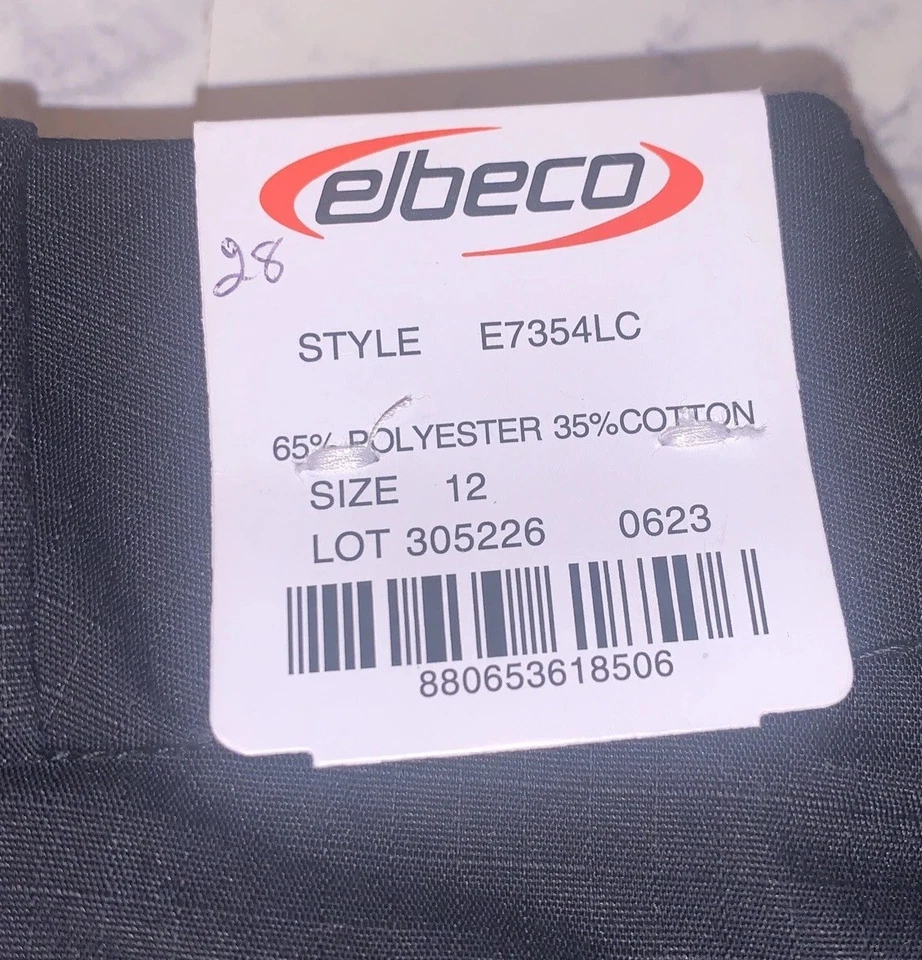 elbeco
28
STYLE E7354LC
65% POLYESTER 35%COTTON
SIZE 12
LOT 305226 0623
880653618506